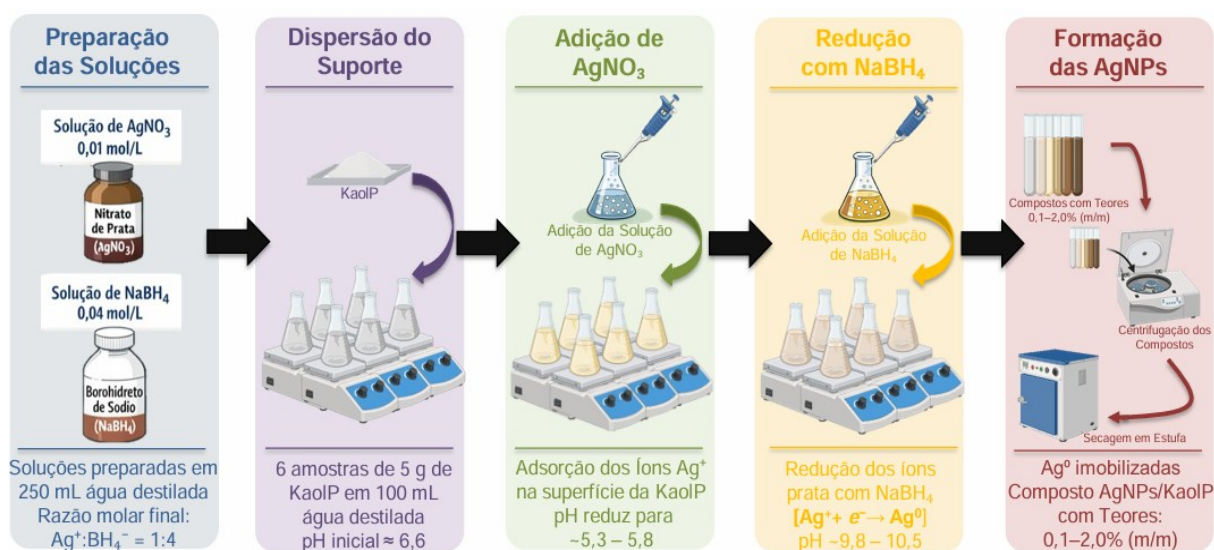 Preparação
das Soluções
Solução de AgNO₃
0,01 mol/L
Nitrato
de Prata
(AgNO₃)
Solução de NaBH₄
0,04 mol/L
Borohidreto
de Sodio
(NaBH₄)
Soluções preparadas em
250 mL água destilada
Razão molar final:
Ag⁺:BH₄⁻ = 1:4
Dispersão do
Suporte
KaolP
6 amostras de 5 g de
KaolP em 100 mL
água destilada
pH inicial ≈ 6,6
Adição de
AgNO₃
Adição da Solução
de AgNO₃
Adsorção dos Íons Ag⁺
na superfície da KaolP
pH reduz para
~5,3 – 5,8
Redução
com NaBH₄
Adição da Solução
de NaBH₄
Redução dos íons
prata com NaBH₄
[Ag⁺+ e⁻→ Ag⁰]
pH ~9,8 – 10,5
Formação
das AgNPs
Compostos com Teores
0,1–2,0% (m/m)
Centrifugação dos
Compostos
Secagem em Estufa
Ag⁰ imobilizadas
Composto AgNPs/KaolP
com Teores:
0,1–2,0% (m/m)